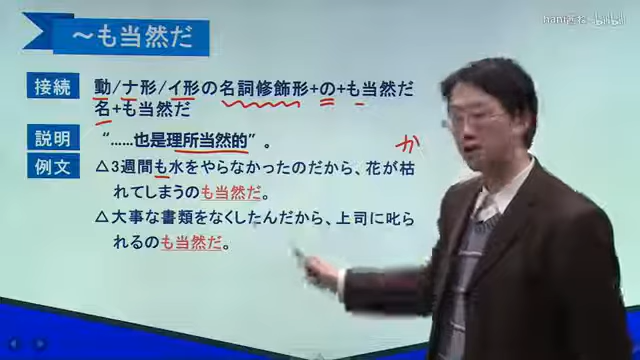 ～も当然だ
接続 動/ナ形/イ形の名詞修飾形+の+も当然だ
名+も当然だ
か
説明 “……也是理所当然的”。
例文 △3週間も水をやらなかったのだから、花が枯
れてしまうのも当然だ。
△大事な書類をなくしたんだから、上司に叱ら
れるのも当然だ。
bilibili